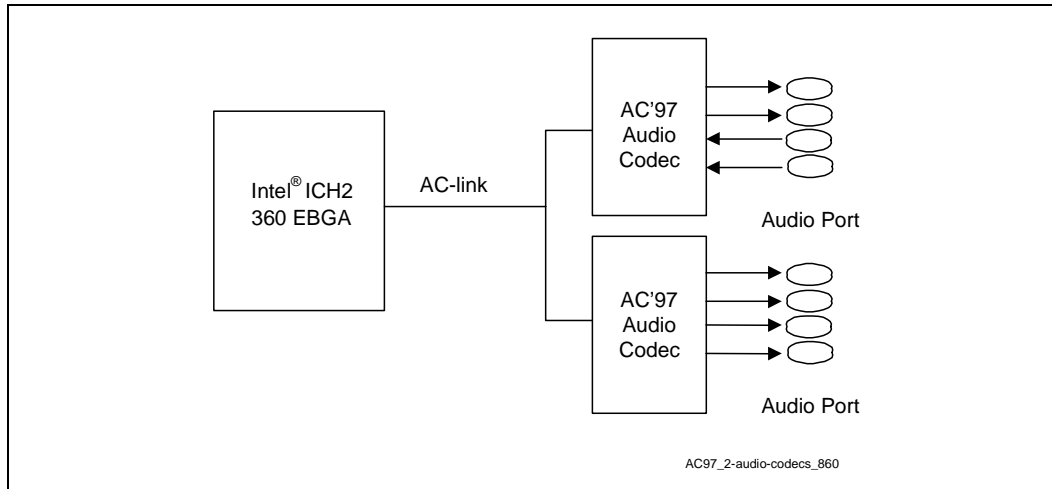 Intel® ICH2
360 EBGA
AC-link
AC'97
Audio
Codec
Audio Port
AC'97
Audio
Codec
Audio Port
AC97_2-audio-codecs_860